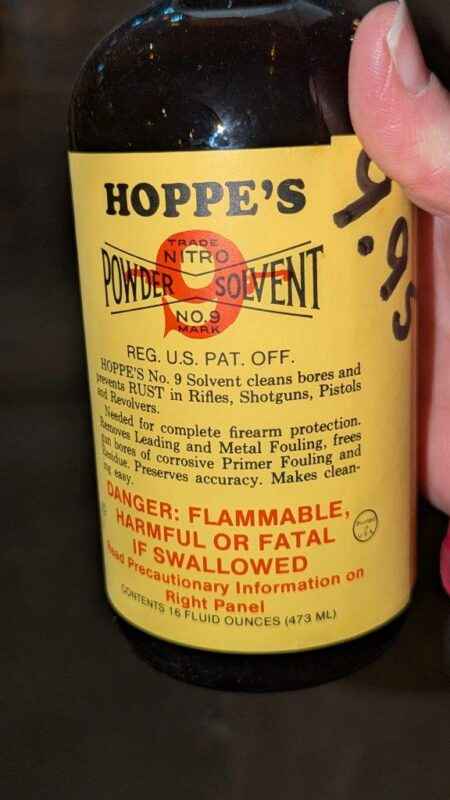 HOPPE'S
TRADE
NITRO
9
POWDER SOLVENT
NO.9
MARK
REG. U.S. PAT. OFF.
HOPPE'S No. 9 Solvent cleans bores and
prevents RUST in Rifles, Shotguns, Pistols
and Revolvers.
Needed for complete firearm protection.
Removes Leading and Metal Fouling, frees
gun bores of corrosive Primer Fouling and
Residue. Preserves accuracy. Makes clean-
ing easy.
DANGER: FLAMMABLE,
HARMFUL OR FATAL
IF SWALLOWED
Read Precautionary Information on
Right Panel
CONTENTS 16 FLUID OUNCES (473 ML)
9.95